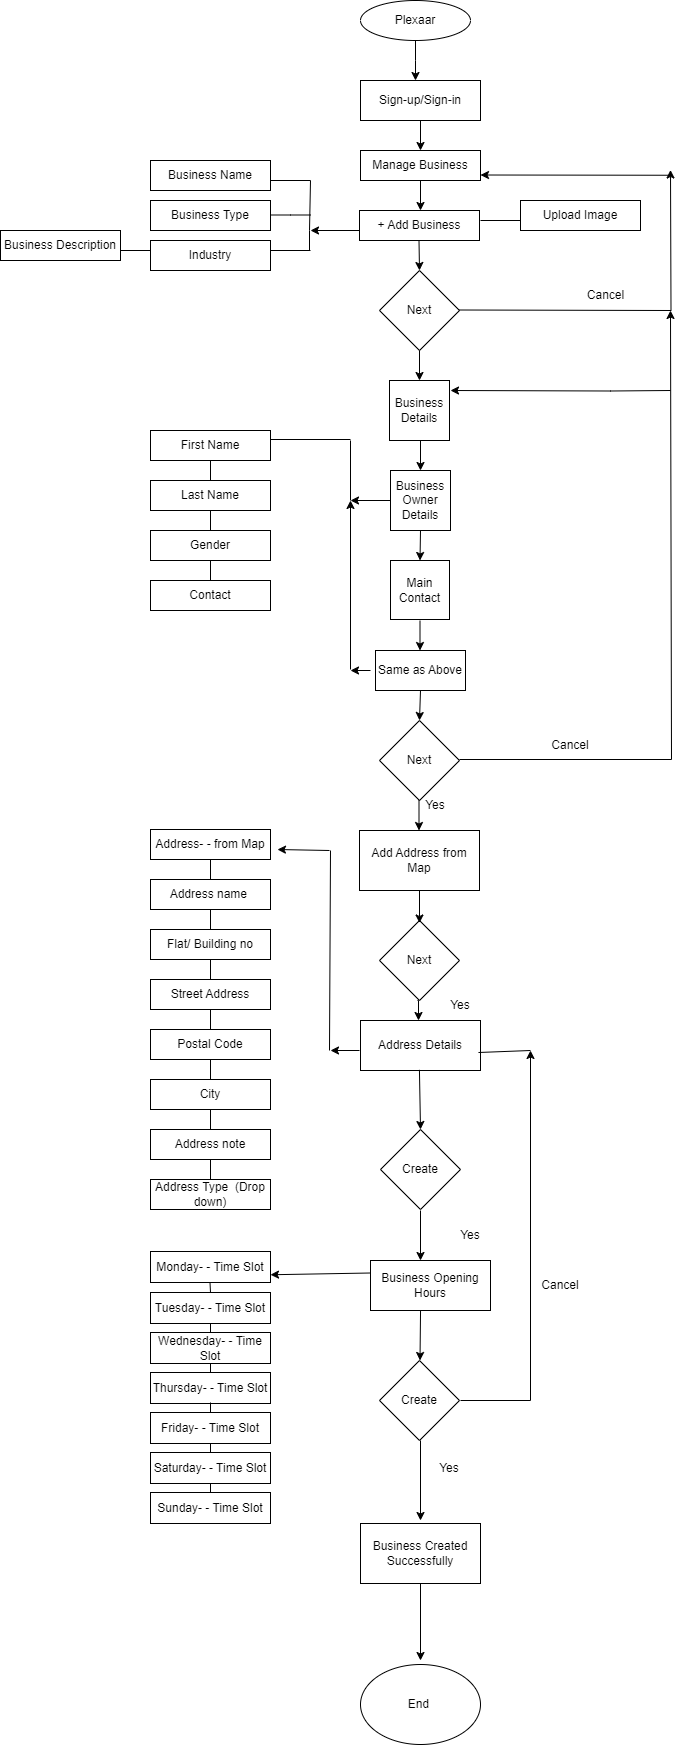 Plexaar
Sign-up/Sign-in
Manage Business
Business Name
Business Type
Upload Image
+ Add Business
Business Description
Industry
Cancel
Next
Business
Details
First Name
Last Name
Business
Owner
Details
Gender
Main
Contact
Contact
Same as Above
Cancel
Next
Yes
Address- - from Map
Add Address from
Map
Address name
Flat/ Building no
Next
Street Address
Yes
Postal Code
Address Details
City
Address note
Create
Address Type  (Drop
down)
Yes
Monday- - Time Slot
Business Opening
Hours
Cancel
Tuesday- - Time Slot
Wednesday- - Time
Slot
Thursday- - Time Slot
Create
Friday- - Time Slot
Saturday- - Time Slot
Yes
Sunday- - Time Slot
Business Created
Successfully
End